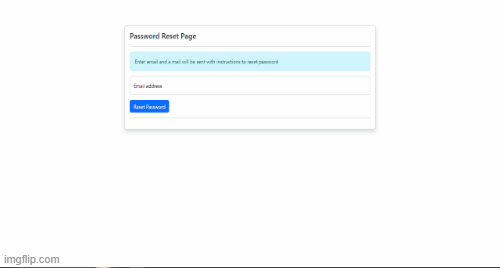 Password Reset Page
Enter email and a mail will be sent with instructions to reset password
Email address
Reset Password
imgflip.com